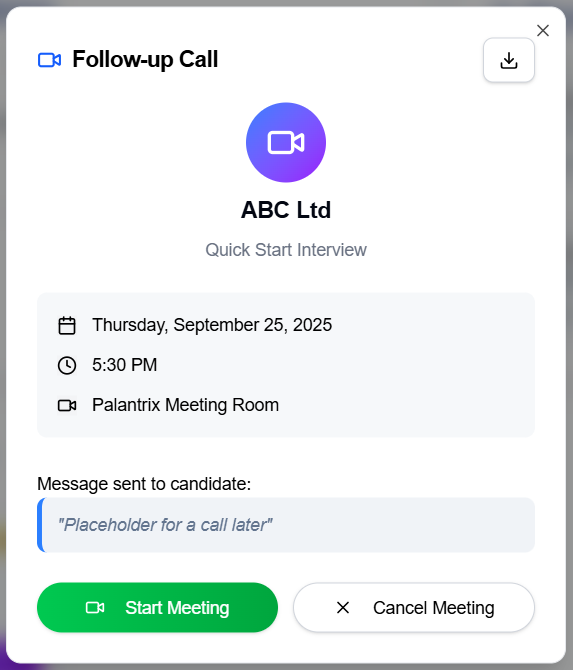 Follow-up Call
ABC Ltd
Quick Start Interview
Thursday, September 25, 2025
5:30 PM
Palantrix Meeting Room
Message sent to candidate:
"Placeholder for a call later"
Start Meeting
Cancel Meeting